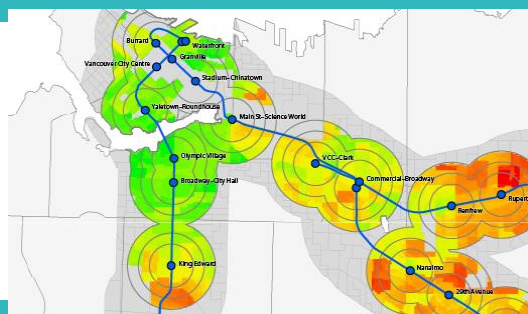 Burrard
Waterfront
Granville
Vancouver City Centre
Stadium-Chinatown
Yaletown-Roundhouse
Main St-Science World
Olympic Village
VCC-Clark
Broadway-City Hall
Commercial-Broadway
Rupert
Renfrew
King Edward
Nanaimo
29th Avenue